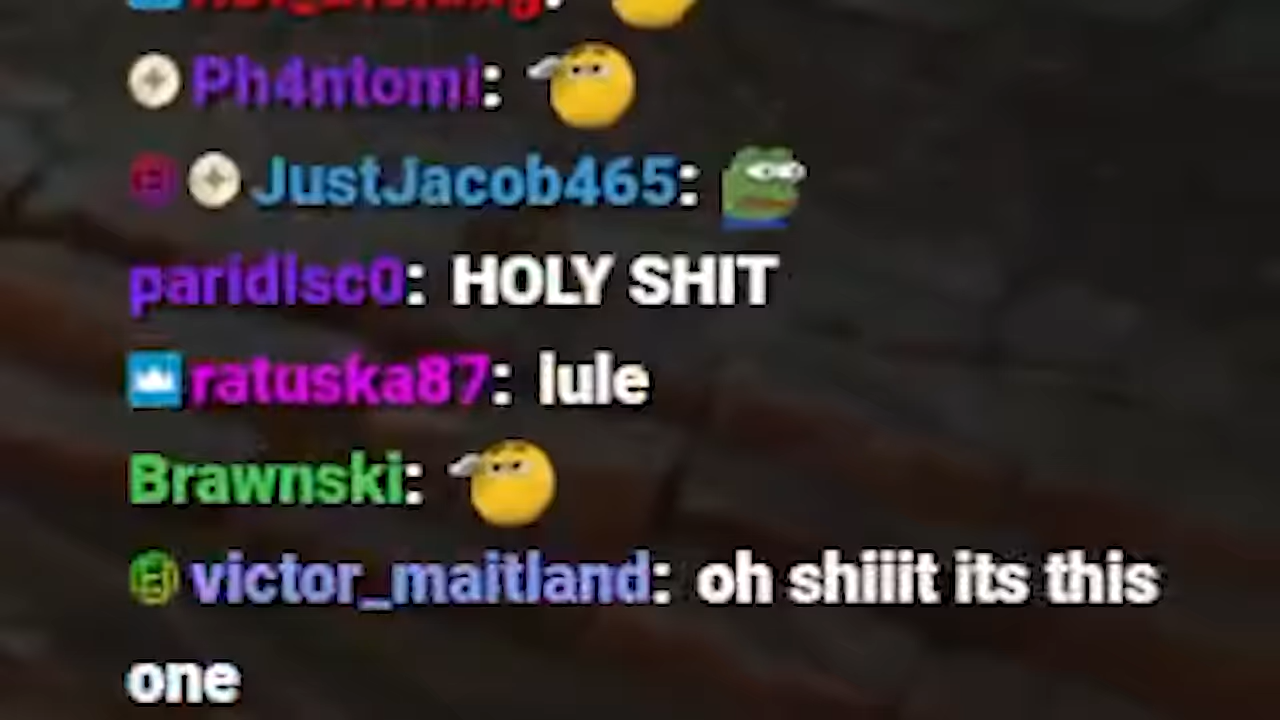 Ph4ntomi:
JustJacob465:
paridisc0: HOLY SHIT
ratuska87: lule
Brawnski:
victor_maitland: oh shiiit its this
one